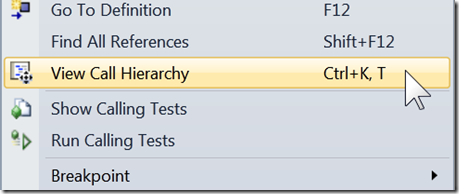 Go To Definition F12
Find All References Shift+F12
View Call Hierarchy Ctrl+K, T
Show Calling Tests
Run Calling Tests
Breakpoint